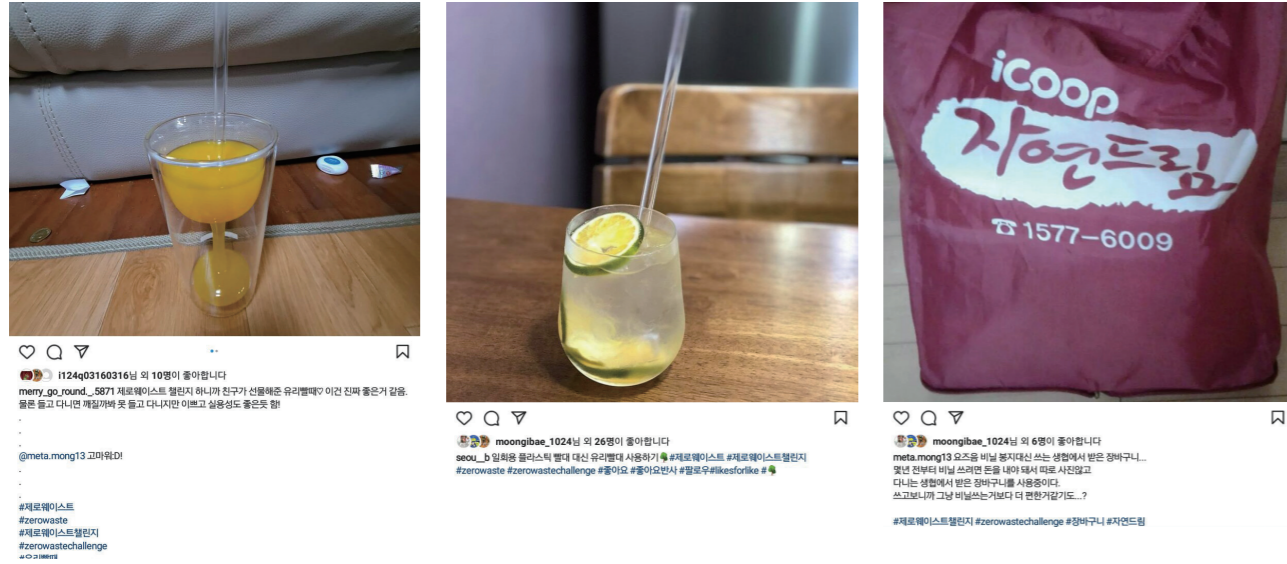 i124q03160316님 외 10명이 좋아합니다
merry_go_round._.5871 제로웨이스트 챌린지 하니까 친구가 선물해준 유리빨때♡ 이건 진짜 좋은거 같음.
물론 들고 다니면 깨질까봐 못 들고 다니지만 이쁘고 실용성도 좋은듯 함!
.
.
.
@meta.mong13 고마워:D!
.
.
.
#제로웨이스트
#zerowaste
#제로웨이스트챌린지
#zerowastechallenge
#유리빨때
moongibae_1024님 외 26명이 좋아합니다
seou__b 일회용 플라스틱 빨대 대신 유리빨대 사용하기🌳#제로웨이스트 #제로웨이스트챌린지
#zerowaste #zerowastechallenge #좋아요 #좋아요반사 #팔로우#likesforlike #🌳
icoop
자연드림
☎1577-6009
moongibae_1024님 외 6명이 좋아합니다
meta.mong13 요즈음 비닐 봉지대신 쓰는 생협에서 받은 장바구니...
몇년 전부터 비닐 쓰려면 돈을 내야 돼서 따로 사진않고
다니는 생협에서 받은 장바구니를 사용중이다.
쓰고보니까 그냥 비닐쓰는거보다 더 편한거같기도...?
#제로웨이스트챌린지 #zerowastechallenge #장바구니 #자연드림